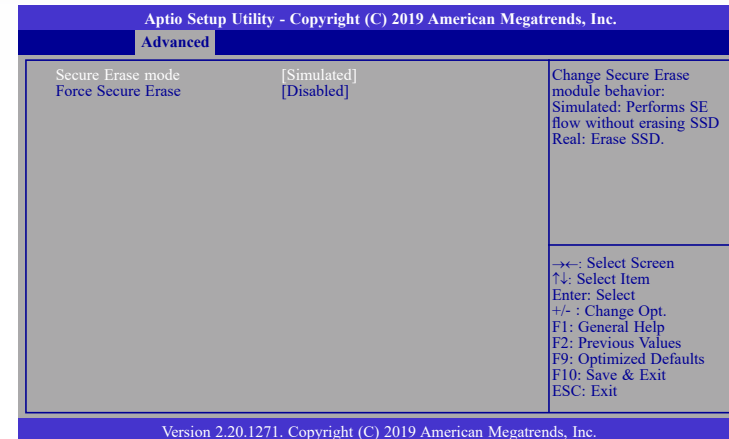 Aptio Setup Utility - Copyright (C) 2019 American Megatrends, Inc.
Advanced
Secure Erase mode [Simulated]
Force Secure Erase [Disabled]
Change Secure Erase
module behavior:
Simulated: Performs SE
flow without erasing SSD
Real: Erase SSD.
→←: Select Screen
↑↓: Select Item
Enter: Select
+/- : Change Opt.
F1: General Help
F2: Previous Values
F9: Optimized Defaults
F10: Save & Exit
ESC: Exit
Version 2.20.1271. Copyright (C) 2019 American Megatrends, Inc.